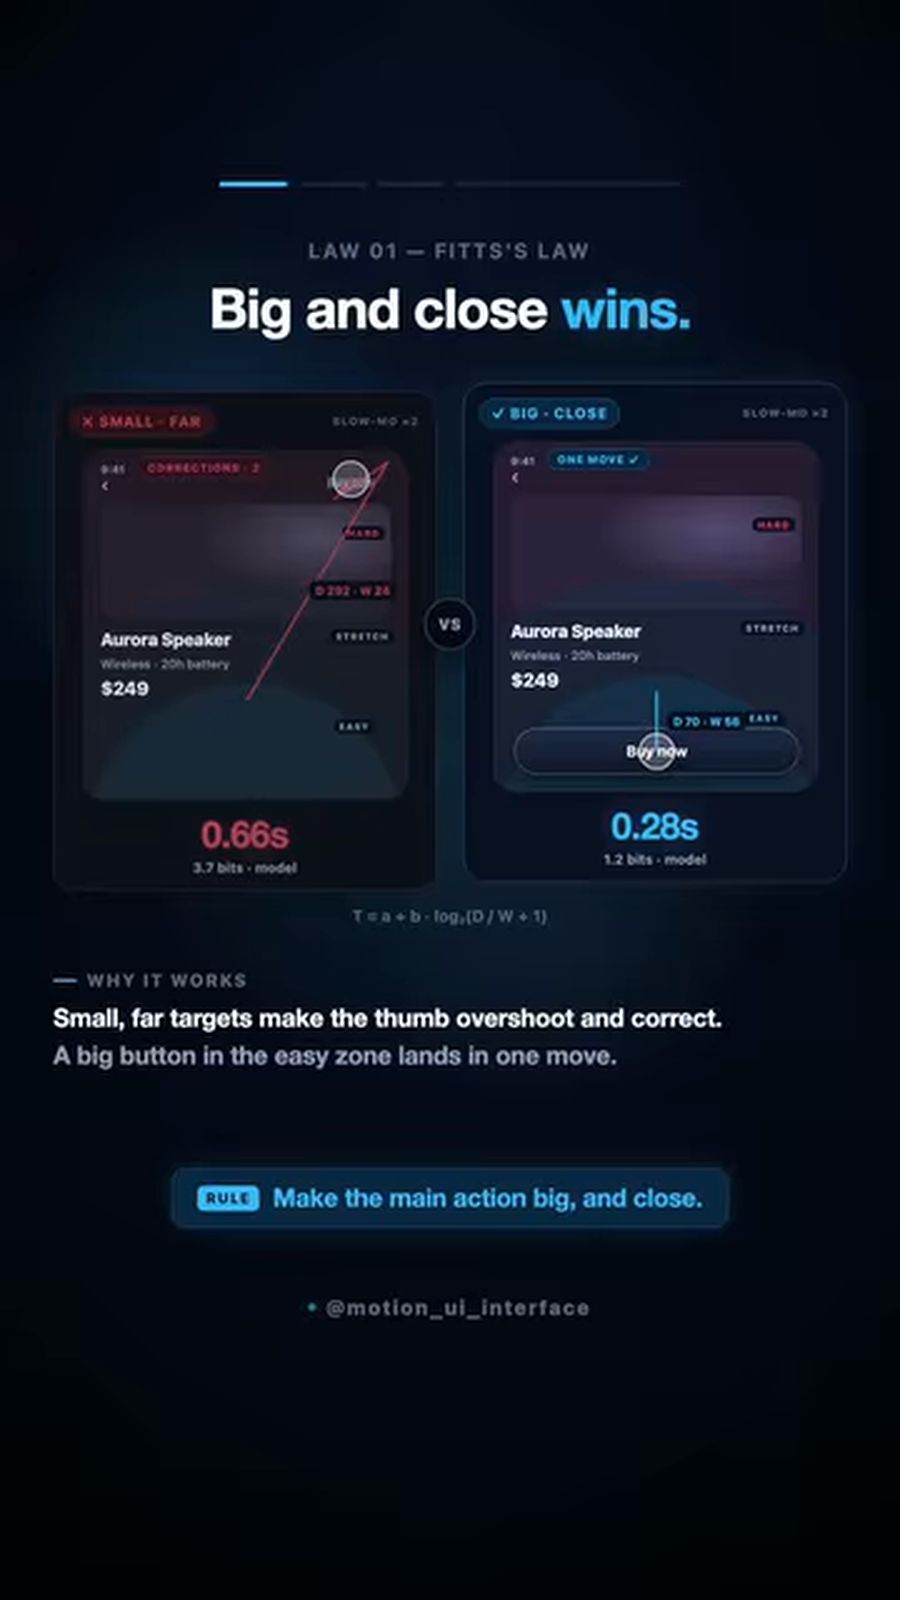 LAW 01 — FITTS'S LAW
Big and close wins.
× SMALL · FAR
SLOW-MO ×2
9:41
CORRECTIONS · 2
HARD
D 292 · W 24
Aurora Speaker
STRETCH
Wireless · 20h battery
$249
EASY
0.66s
3.7 bits · model
VS
✓ BIG · CLOSE
SLOW-MO ×2
9:41
ONE MOVE ✓
HARD
Aurora Speaker
STRETCH
Wireless · 20h battery
$249
D 70 · W 56
EASY
Buy now
0.28s
1.2 bits · model
T = a + b · log₂(D / W + 1)
— WHY IT WORKS
Small, far targets make the thumb overshoot and correct.
A big button in the easy zone lands in one move.
RULE Make the main action big, and close.
@motion_ui_interface